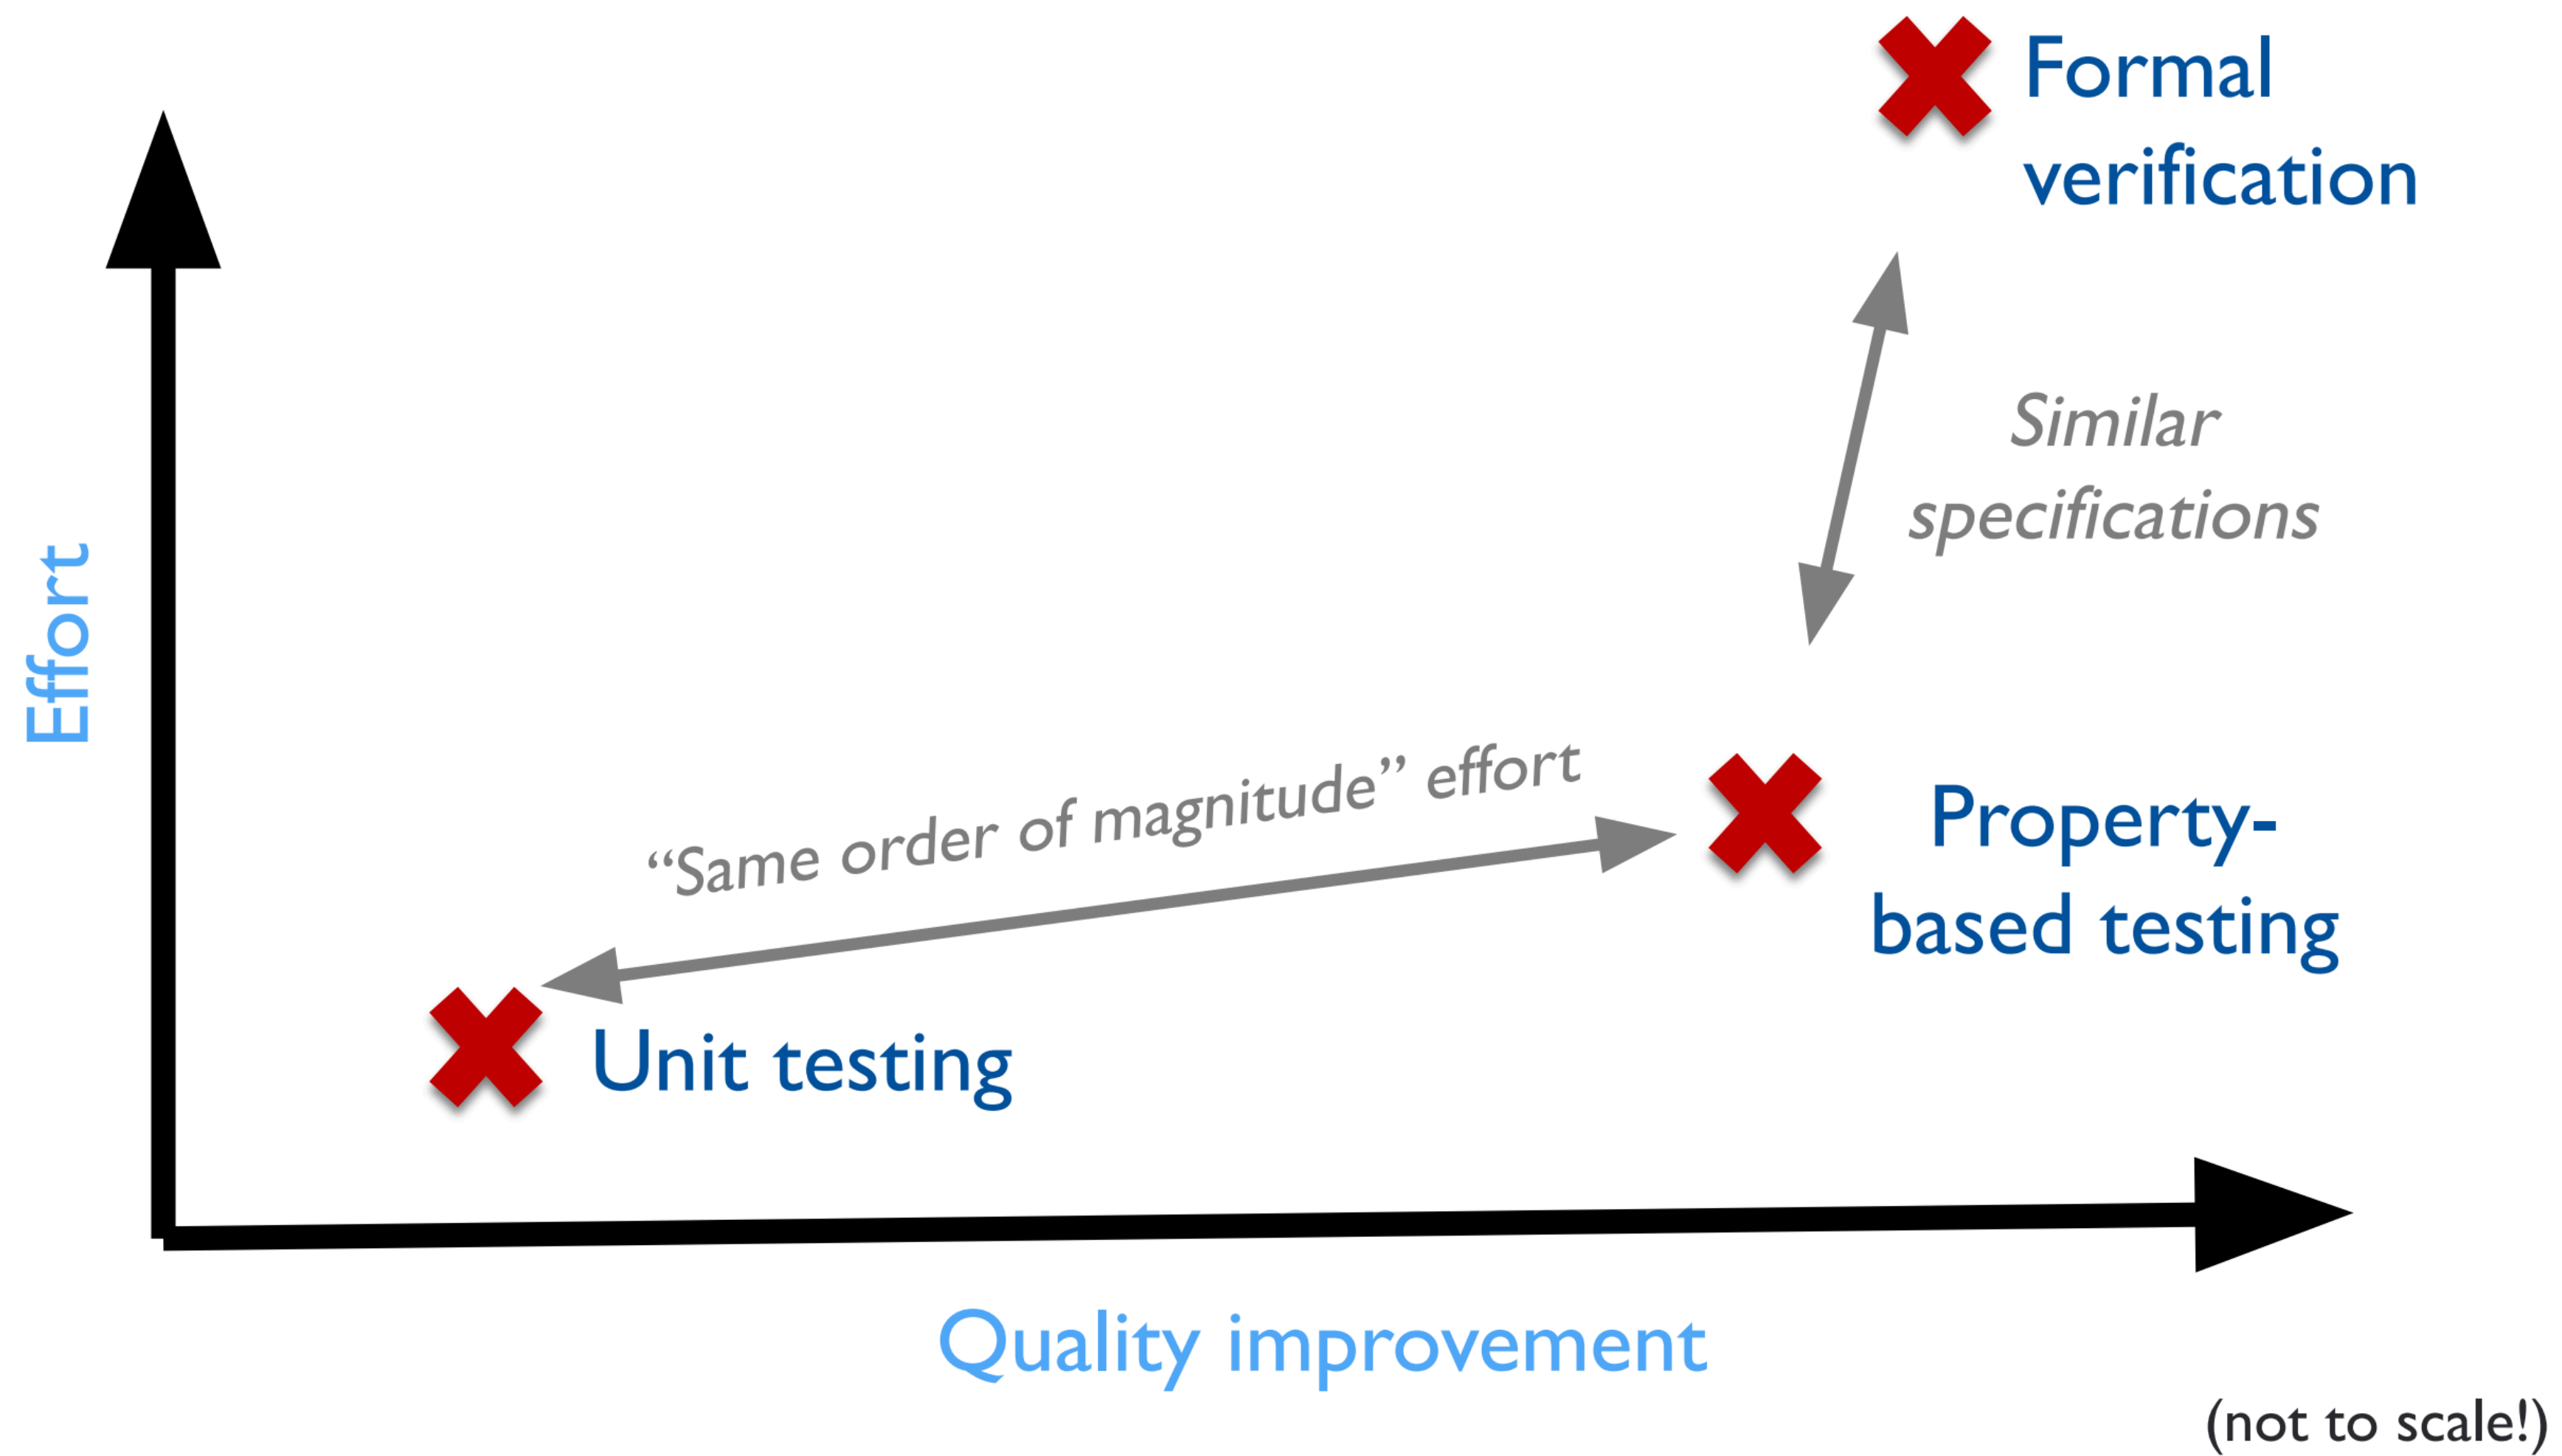 Formal
verification
Similar
specifications
Effort
“Same order of magnitude” effort
Property-
based testing
Unit testing
Quality improvement
(not to scale!)